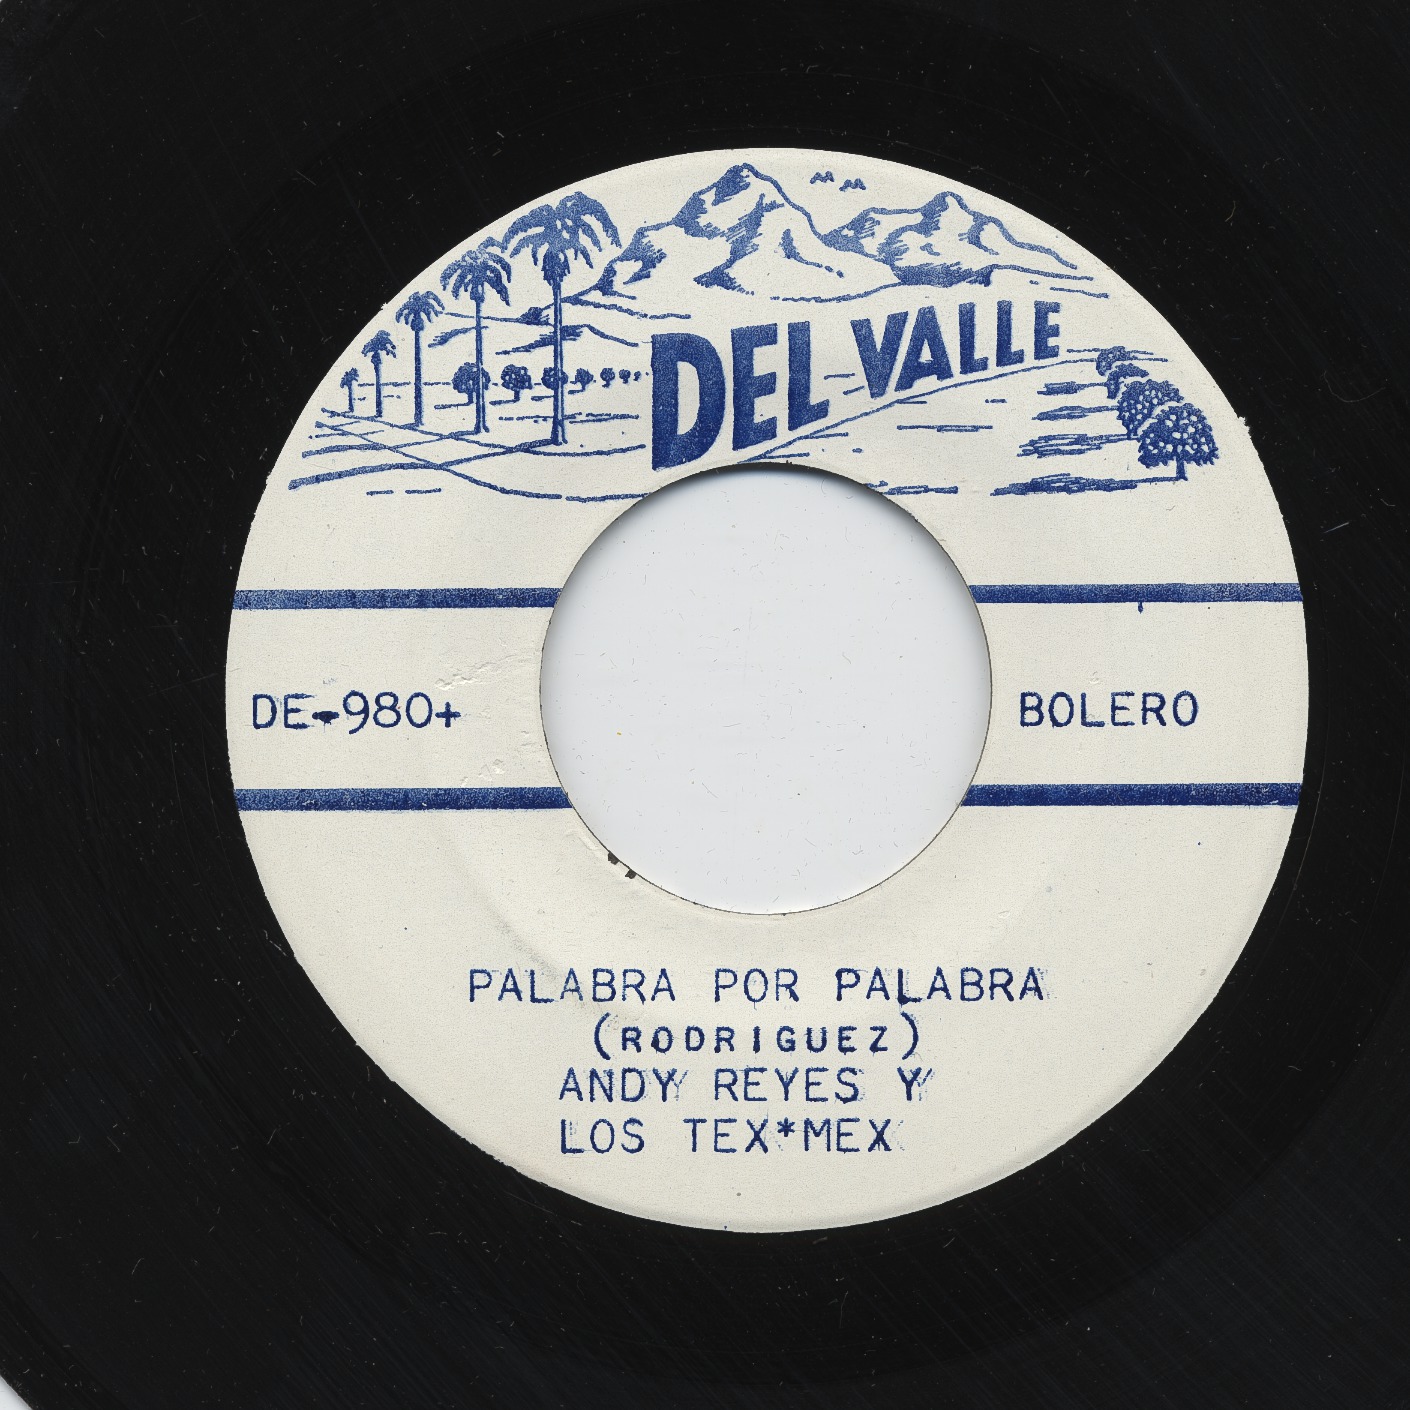 DEL VALLE
DE-980+
BOLERO
PALABRA POR PALABRA
(RODRIGUEZ)
ANDY REYES Y
LOS TEX*MEX